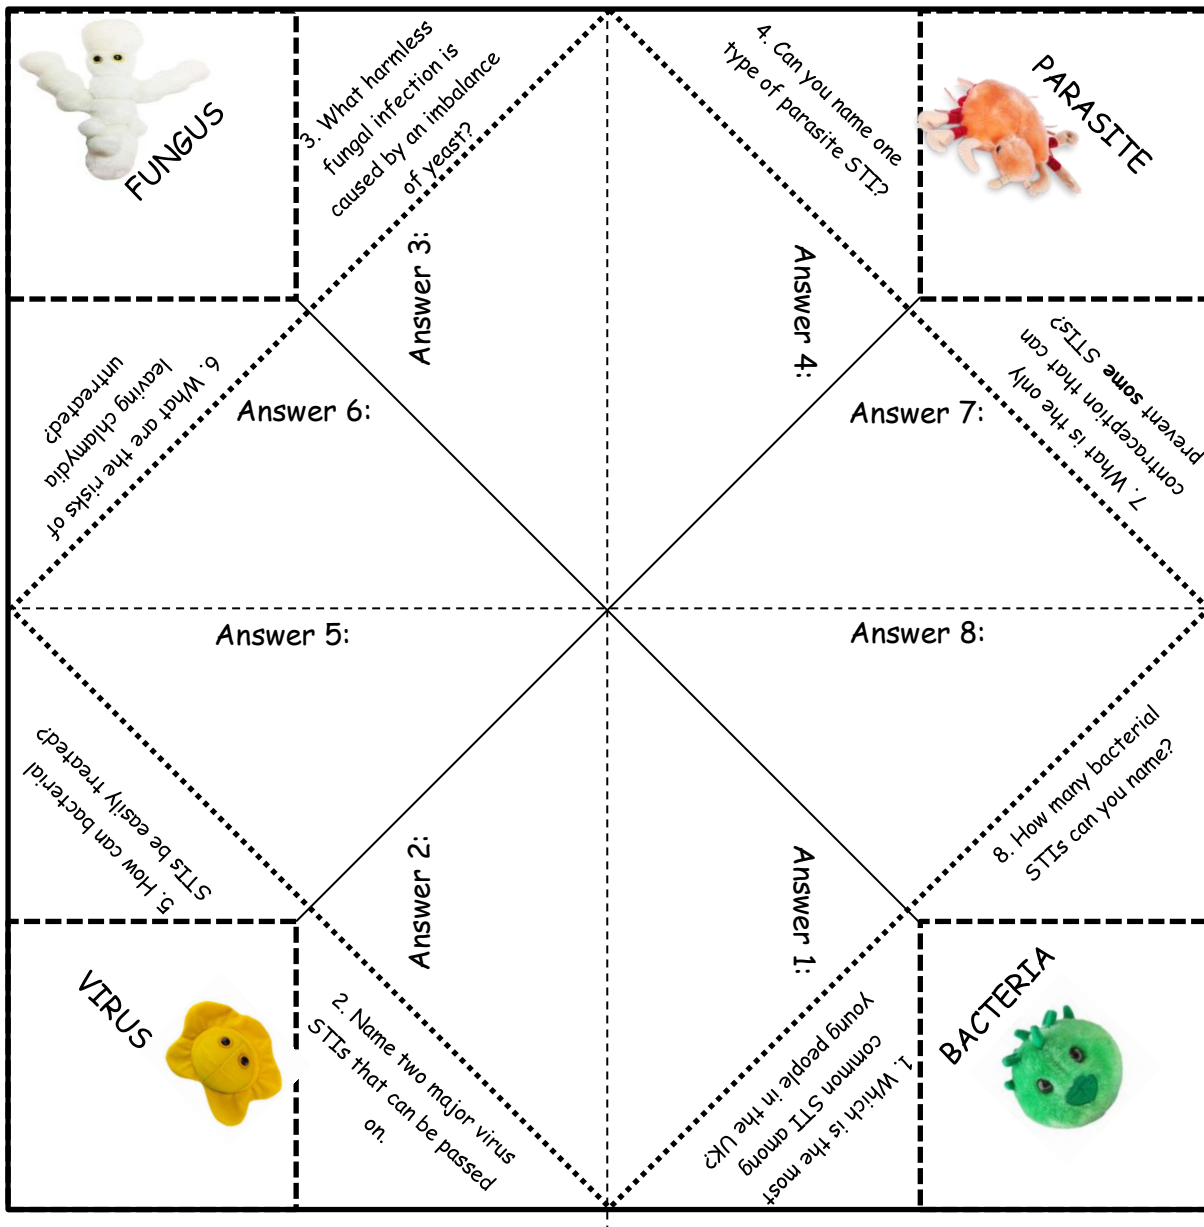 FUNGUS
3. What harmless
fungal infection is
caused by an imbalance
of yeast?
4. Can you name one
type of parasite STI?
PARASITE
Answer 3:
Answer 4:
6. What are the risks of
leaving chlamydia
untreated?
Answer 6:
Answer 7:
7. What is the only
contraception that can
prevent some STIs?
Answer 5:
Answer 8:
5. How can bacterial
STIs be easily treated?
8. How many bacterial
STIs can you name?
Answer 2:
Answer 1:
VIRUS
2. Name two major virus
STIs that can be passed
on.
1. Which is the most
common STI among
young people in the UK?
BACTERIA